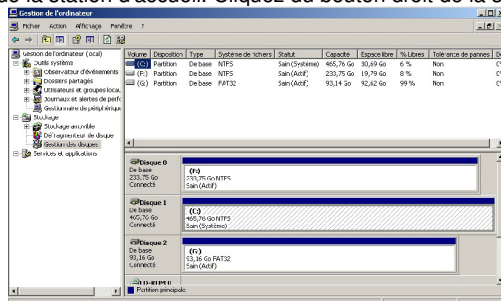 de la station d'accueil. Cliquez du bouton droit de la s
Gestion de l'ordinateur
Fichier Action Affichage Fenêtre ?
Gestion de l'ordinateur (local)
Outils système
Observateur d'événements
Dossiers partagés
Utilisateurs et groupes locau
Journaux et alertes de perfo
Gestionnaire de périphérique
Stockage
Stockage amovible
Défragmenteur de disque
Gestion des disques
Services et applications
Volume Disposition Type Système de fichiers Statut Capacité Espace libre % Libres Tolérance de pannes
(C:) Partition De base NTFS Sain (Système) 465,76 Go 30,69 Go 6 % Non
(F:) Partition De base NTFS Sain (Actif) 233,75 Go 19,79 Go 8 % Non
(G:) Partition De base FAT32 Sain (Actif) 93,14 Go 92,62 Go 99 % Non
Disque 0
De base
233,75 Go
Connecté
(F:)
233,75 Go NTFS
Sain (Actif)
Disque 1
De base
465,76 Go
Connecté
(C:)
465,76 Go NTFS
Sain (Système)
Disque 2
De base
93,16 Go
Connecté
(G:)
93,16 Go FAT32
Sain (Actif)
Partition principale